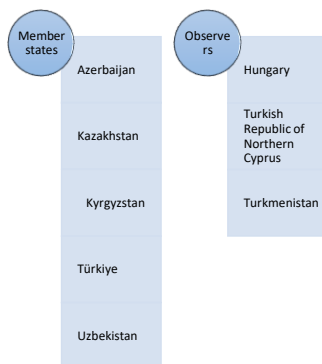 Member
states
Azerbaijan
Kazakhstan
Kyrgyzstan
Türkiye
Uzbekistan
Observe
rs
Hungary
Turkish
Republic of
Northern
Cyprus
Turkmenistan